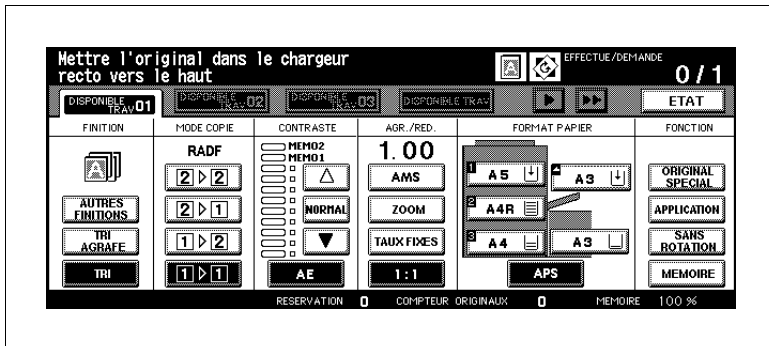 Mettre l'original dans le chargeur
recto vers le haut
EFFECTUE/DEMANDE
0/1
DISPONIBLE
TRAV 01
DISPONIBLE
TRAV 02
DISPONIBLE
TRAV 03
DISPONIBLE TRAV
ETAT
FINITION
MODE COPIE
CONTRASTE
AGR./RED.
FORMAT PAPIER
FONCTION
AUTRES
FINITIONS
TRI
AGRAFE
TRI
RADF
2 ▷ 2
2 ▷ 1
1 ▷ 2
1 ▷ 1
MEMO2
MEMO1
NORMAL
AE
1.00
AMS
ZOOM
TAUX FIXES
1:1
1 A5
A3
2 A4R
3 A4
A3
APS
ORIGINAL
SPECIAL
APPLICATION
SANS
ROTATION
MEMOIRE
RESERVATION 0 COMPTEUR ORIGINAUX 0 MEMOIRE 100 %